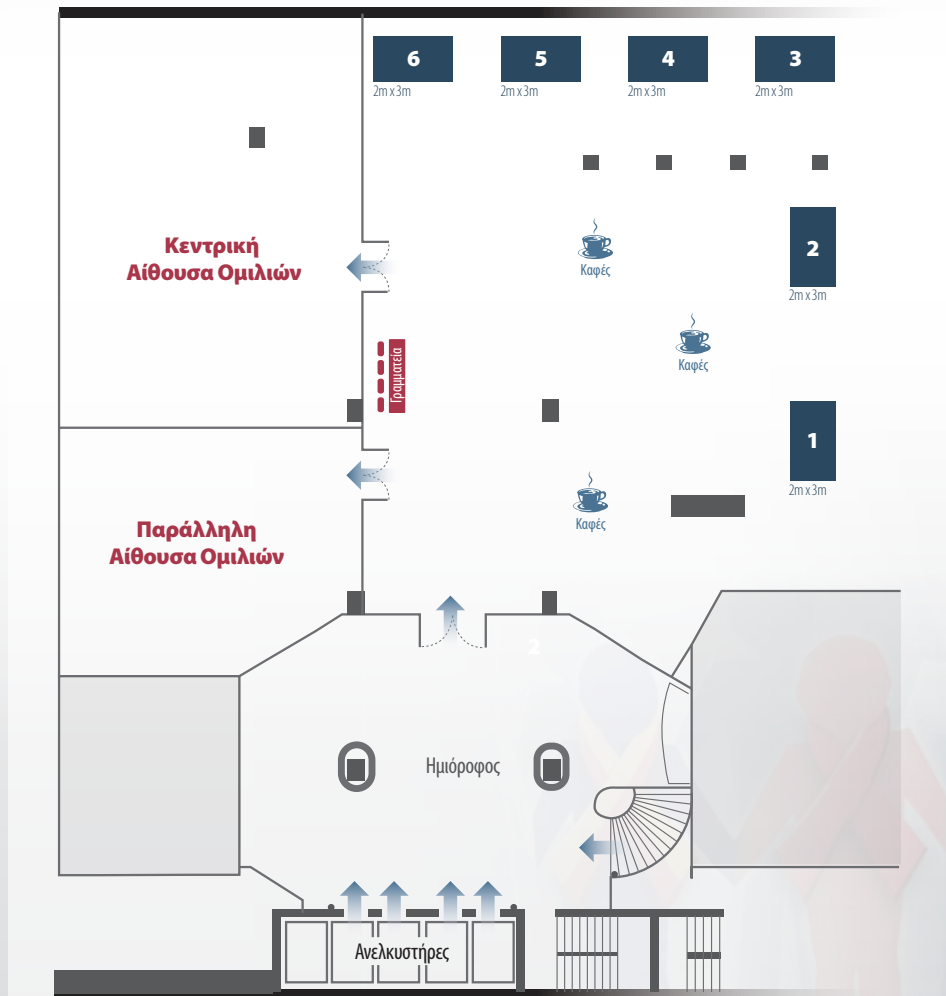 6
5
4
3
2m x 3m
2m x 3m
2m x 3m
2m x 3m
Κεντρική
Αίθουσα Ομιλιών
Καφές
2
2m x 3m
Καφές
Γραμματεία
1
2m x 3m
Καφές
Παράλληλη
Αίθουσα Ομιλιών
2
Ημιόροφος
Ανελκυστήρες